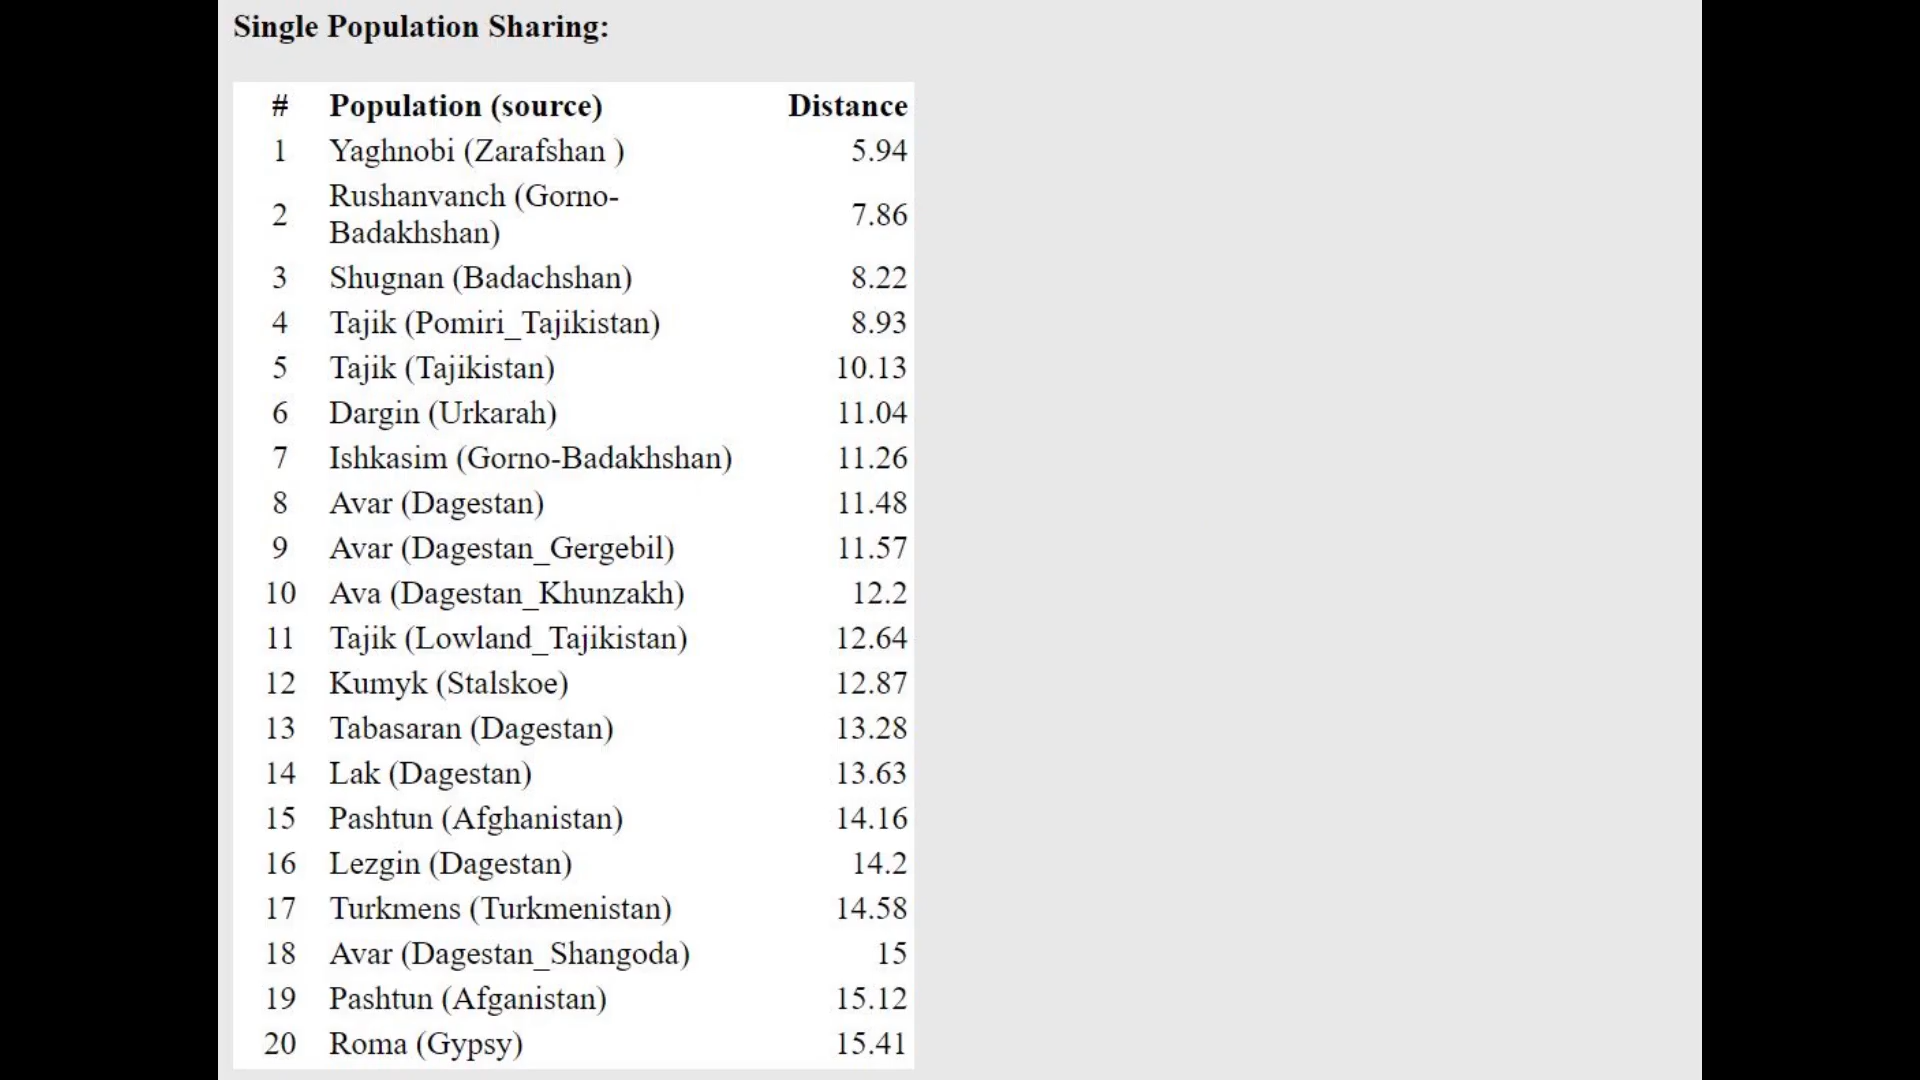 Single Population Sharing:
# Population (source) Distance
1 Yaghnobi (Zarafshan ) 5.94
2 Rushanvanch (Gorno-
Badakhshan) 7.86
3 Shugnan (Badachshan) 8.22
4 Tajik (Pomiri_Tajikistan) 8.93
5 Tajik (Tajikistan) 10.13
6 Dargin (Urkarah) 11.04
7 Ishkasim (Gorno-Badakhshan) 11.26
8 Avar (Dagestan) 11.48
9 Avar (Dagestan_Gergebil) 11.57
10 Ava (Dagestan_Khunzakh) 12.2
11 Tajik (Lowland_Tajikistan) 12.64
12 Kumyk (Stalskoe) 12.87
13 Tabasaran (Dagestan) 13.28
14 Lak (Dagestan) 13.63
15 Pashtun (Afghanistan) 14.16
16 Lezgin (Dagestan) 14.2
17 Turkmens (Turkmenistan) 14.58
18 Avar (Dagestan_Shangoda) 15
19 Pashtun (Afganistan) 15.12
20 Roma (Gypsy) 15.41